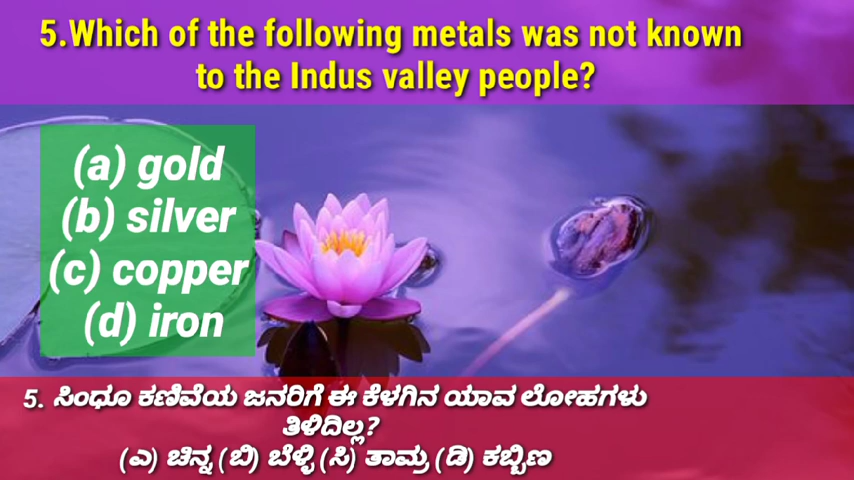 5.Which of the following metals was not known
to the Indus valley people?
(a) gold
(b) silver
(c) copper
(d) iron
5. ಸಿಂಧೂ ಕಣಿವೆಯ ಜನರಿಗೆ ಈ ಕೆಳಗಿನ ಯಾವ ಲೋಹಗಳು
ತಿಳಿದಿಲ್ಲ?
(ಎ) ಚಿನ್ನ (ಬಿ) ಬೆಳ್ಳಿ (ಸಿ) ತಾಮ್ರ (ಡಿ) ಕಬ್ಬಿಣ